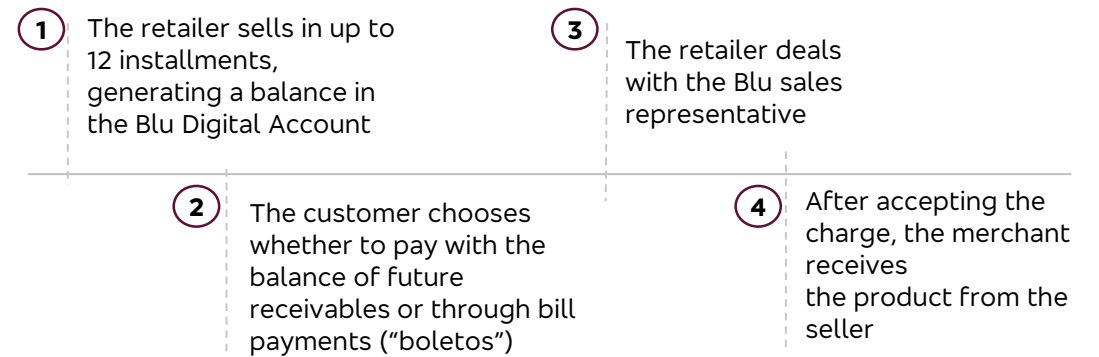 1
The retailer sells in up to
12 installments,
generating a balance in
the Blu Digital Account
2
The customer chooses
whether to pay with the
balance of future
receivables or through bill
payments (“boletos”)
3
The retailer deals
with the Blu sales
representative
4
After accepting the
charge, the merchant
receives
the product from the
seller